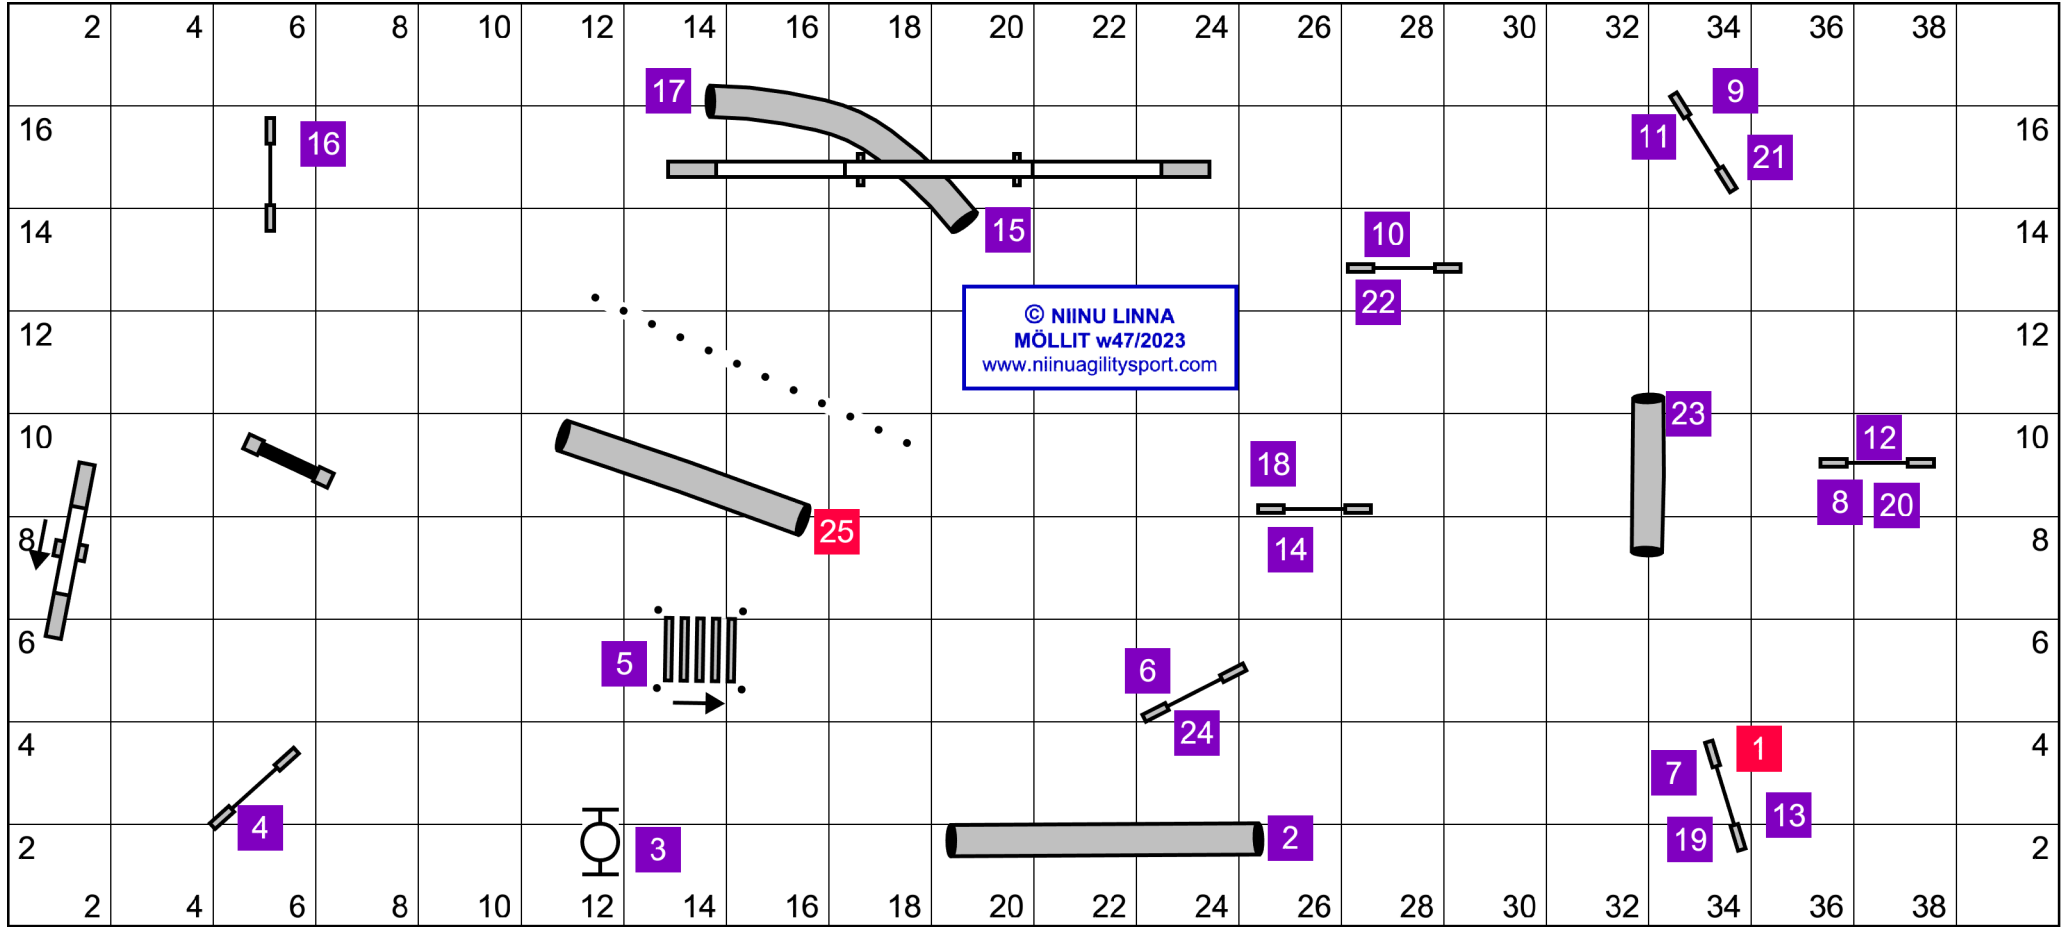 2 4 6 8 10 12 14 16 18 20 22 24 26 28 30 32 34 36 38
17 9
16 16 11 21 16
14 15 10 14
22
© NIINU LINNA
MÖLLIT w47/2023
www.niinuagilitysport.com
12 12
10 23 12 10
18 8 20
8 25 14 8
6 5 6 6
24
4 7 1 4
4 13
2 3 2 19 2
2 4 6 8 10 12 14 16 18 20 22 24 26 28 30 32 34 36 38